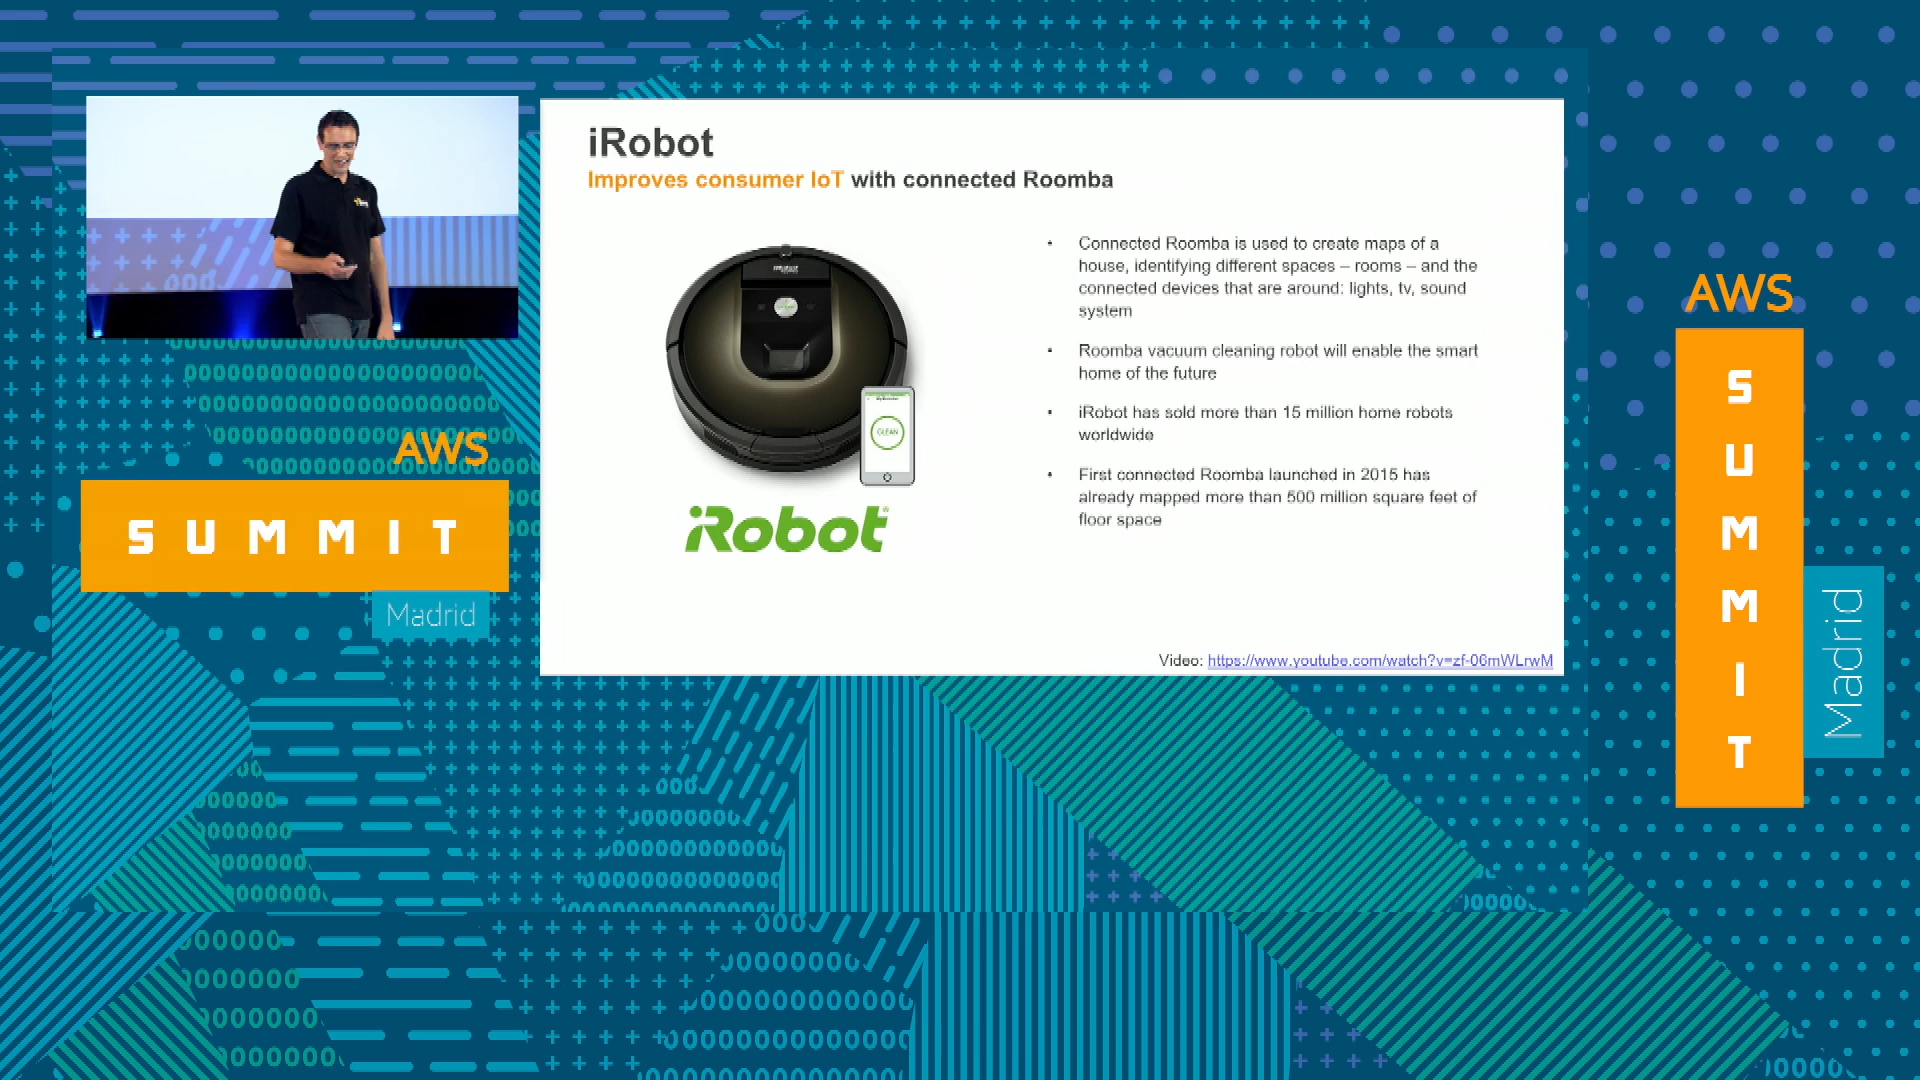 iRobot
Improves consumer IoT with connected Roomba
• Connected Roomba is used to create maps of a
house, identifying different spaces – rooms – and the
connected devices that are around: lights, tv, sound
system
• Roomba vacuum cleaning robot will enable the smart
home of the future
• iRobot has sold more than 15 million home robots
worldwide
• First connected Roomba launched in 2015 has
already mapped more than 500 million square feet of
floor space
CLEAN
iRobot
Video: https://www.youtube.com/watch?v=zf-06mWLrwM
AWS
SUMMIT
Madrid
AWS
SUMMIT
Madrid